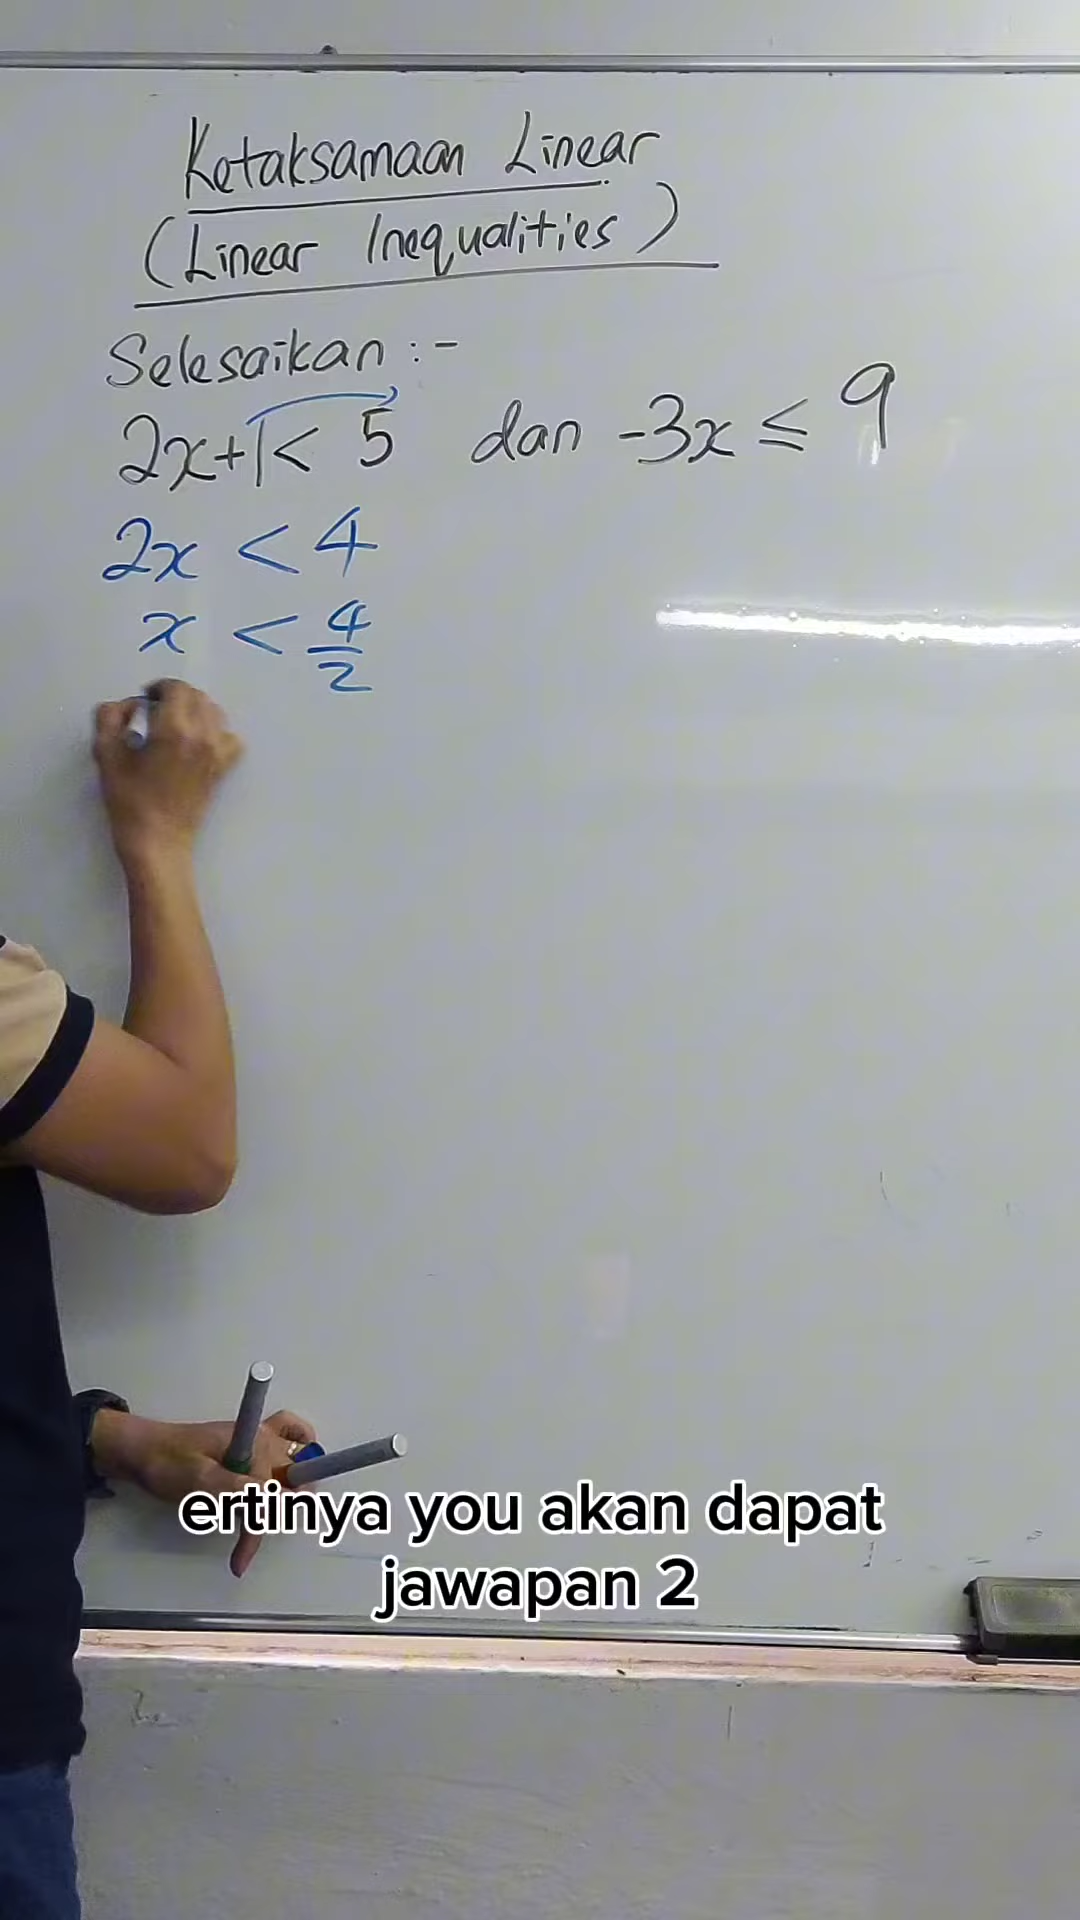 Ketaksamaan Linear
(Linear Inequalities)
Selesaikan :-
2x+1 < 5 dan -3x ≤ 9
2x < 4
x < 4/2
ertinya you akan dapat
jawapan 2